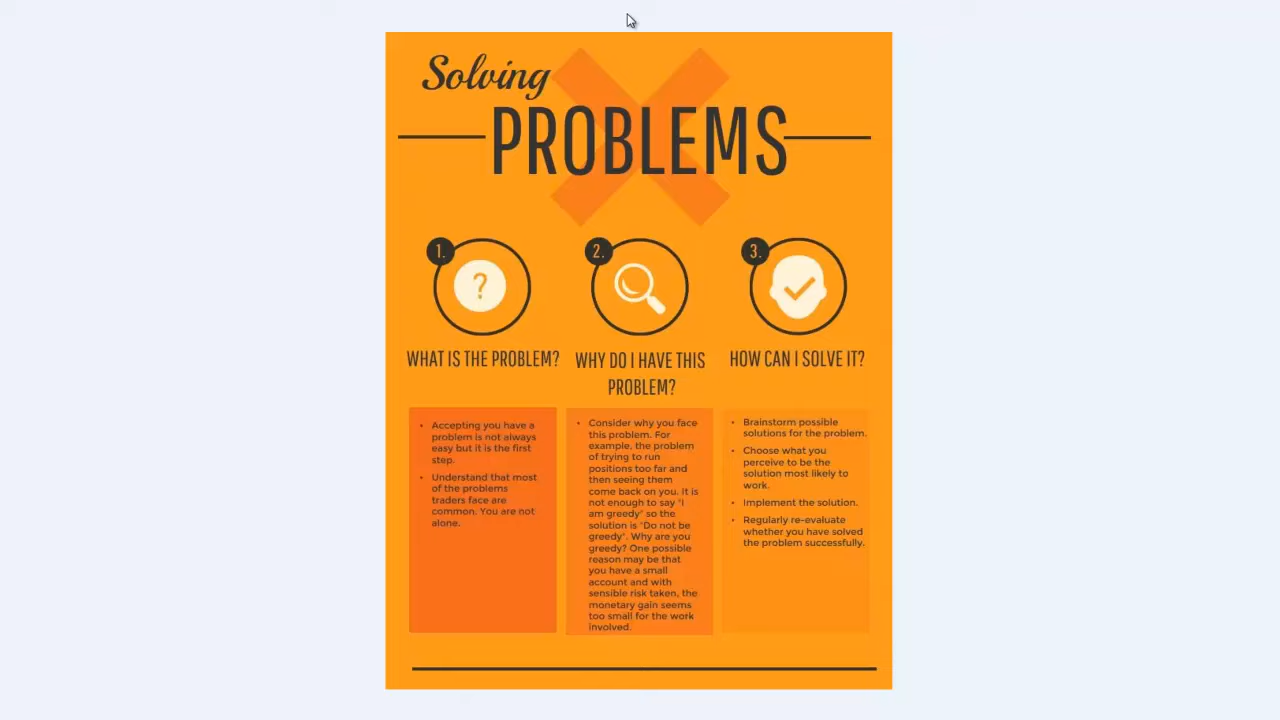 Solving
PROBLEMS
1.
?
2.
3.
WHAT IS THE PROBLEM?
WHY DO I HAVE THIS
PROBLEM?
HOW CAN I SOLVE IT?
• Accepting you have a
problem is not always
easy but it is the first
step.
• Understand that most
of the problems
traders face are
common. You are not
alone.
• Consider why you face
this problem. For
example, the problem
of trying to run
positions too far and
then seeing them
come back on you. It is
not enough to say "I
am greedy" so the
solution is "Do not be
greedy". Why are you
greedy? One possible
reason may be that
you have a small
account and with
sensible risk taken, the
monetary gain seems
too small for the work
involved.
• Brainstorm possible
solutions for the problem.
• Choose what you
perceive to be the
solution most likely to
work.
• Implement the solution.
• Regularly re-evaluate
whether you have solved
the problem successfully.